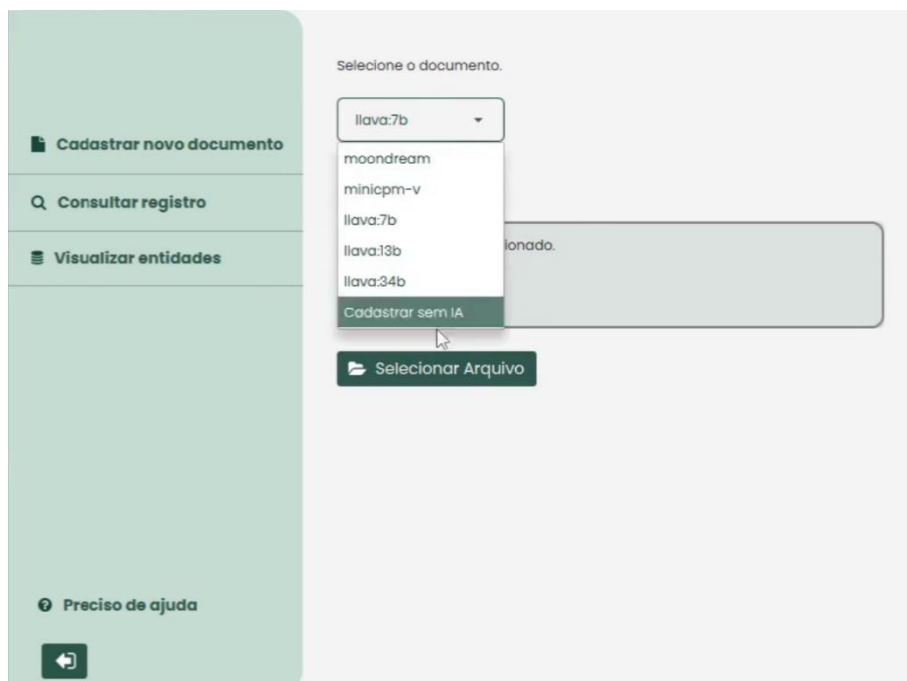 Cadastrar novo documento
Consultar registro
Visualizar entidades
Preciso de ajuda
Selecione o documento.
llava:7b
moondream
minicpm-v
llava:7b
llava:13b
llava:34b
Cadastrar sem IA
ionado.
Selecionar Arquivo